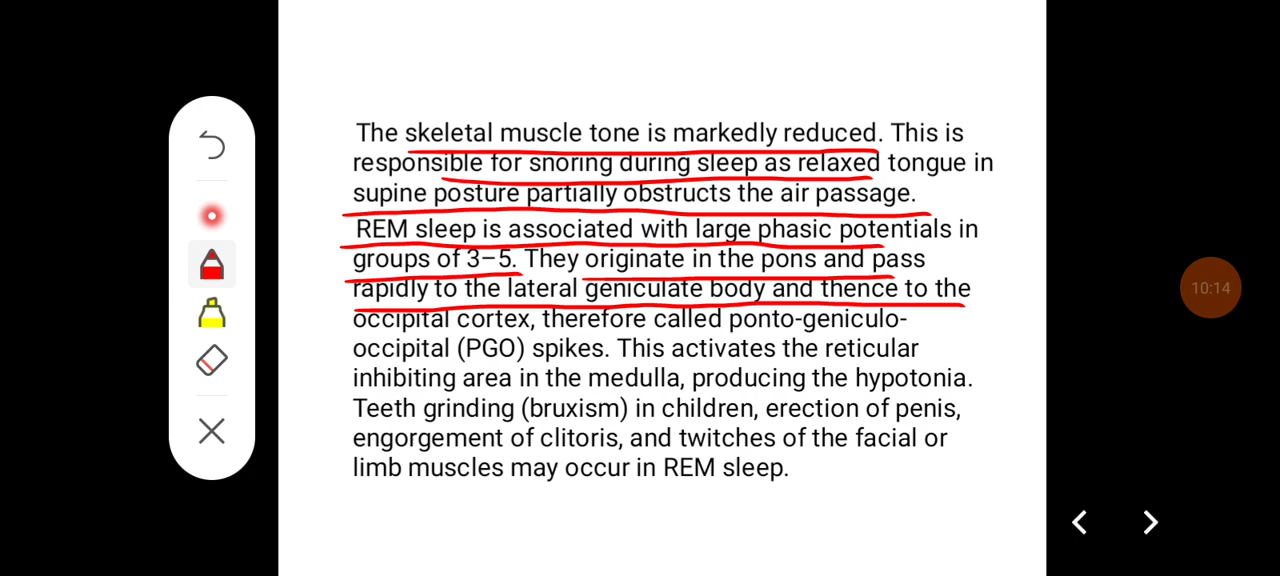 The skeletal muscle tone is markedly reduced. This is
responsible for snoring during sleep as relaxed tongue in
supine posture partially obstructs the air passage.
REM sleep is associated with large phasic potentials in
groups of 3–5. They originate in the pons and pass
rapidly to the lateral geniculate body and thence to the
occipital cortex, therefore called ponto-geniculo-
occipital (PGO) spikes. This activates the reticular
inhibiting area in the medulla, producing the hypotonia.
Teeth grinding (bruxism) in children, erection of penis,
engorgement of clitoris, and twitches of the facial or
limb muscles may occur in REM sleep.
10:14